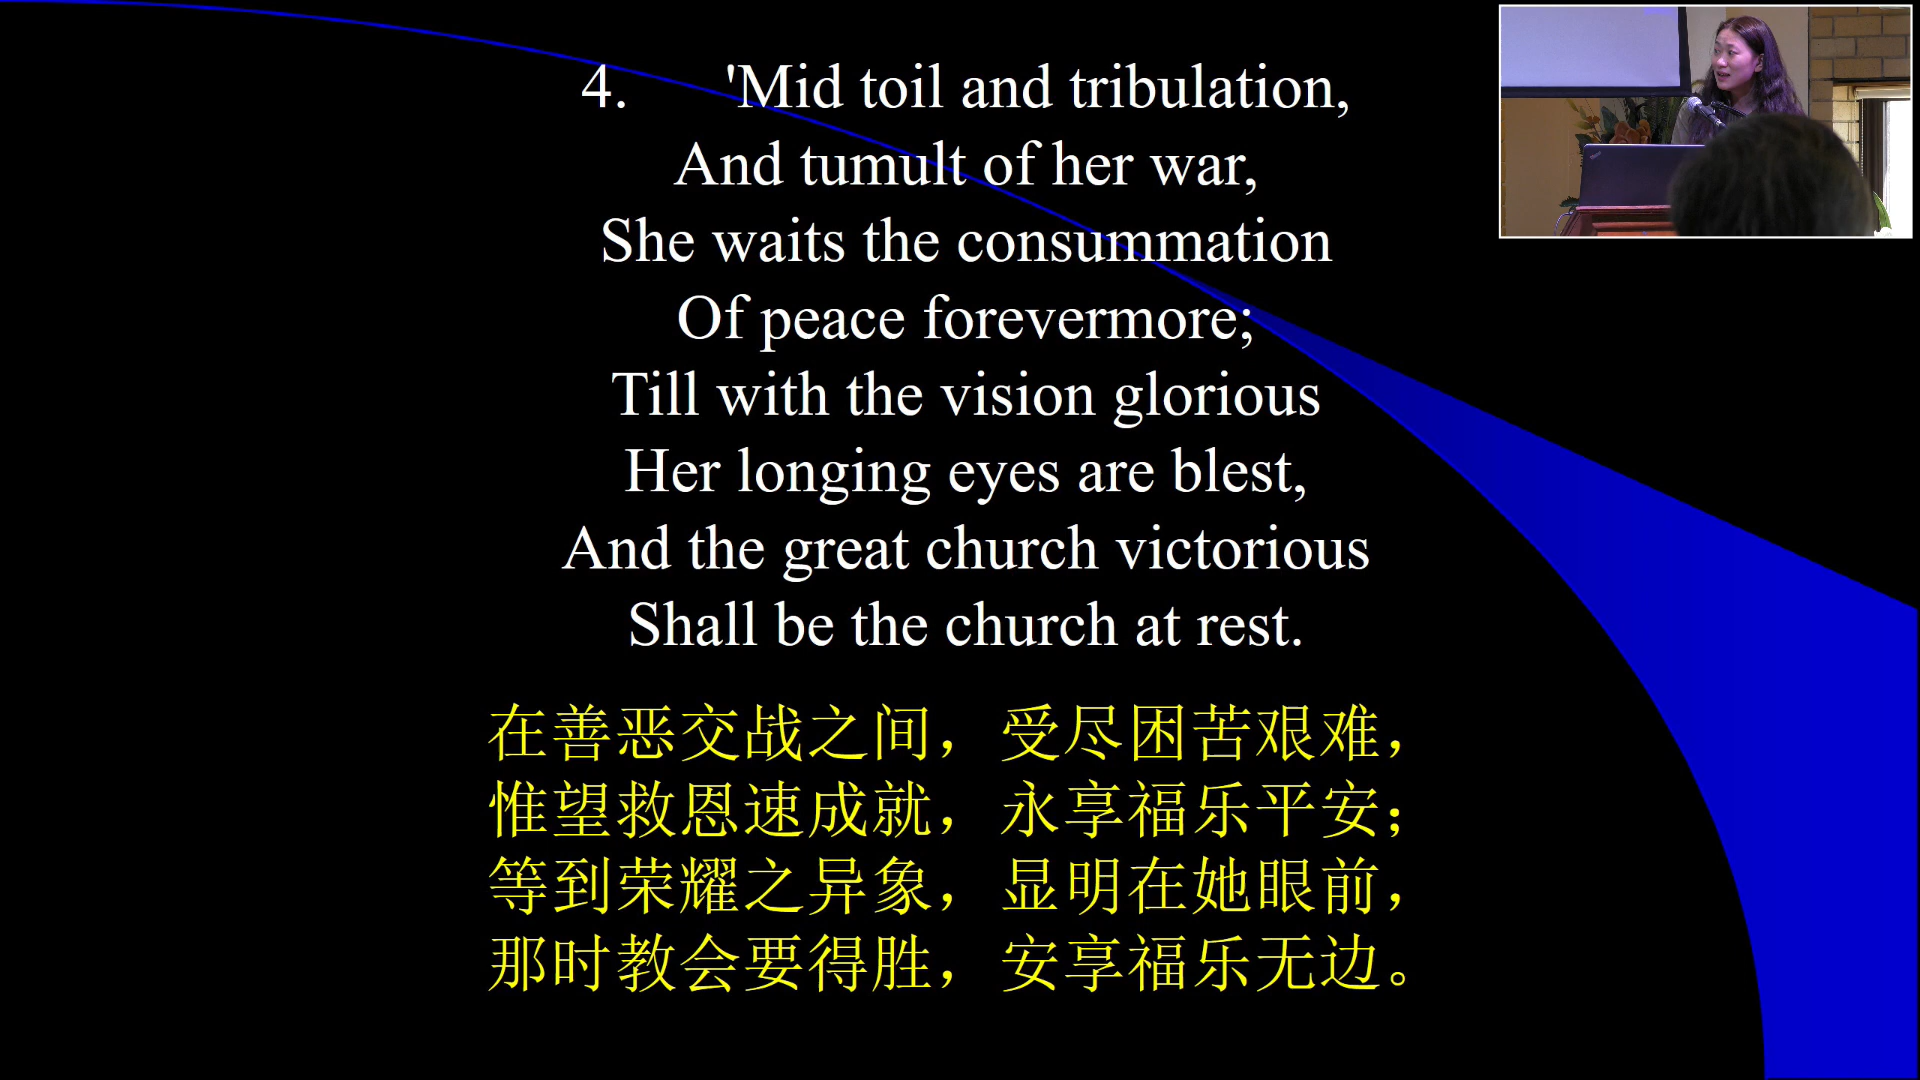 4. 'Mid toil and tribulation,
And tumult of her war,
She waits the consummation
Of peace forevermore;
Till with the vision glorious
Her longing eyes are blest,
And the great church victorious
Shall be the church at rest.
在善恶交战之间，受尽困苦艰难，
惟望救恩速成就，永享福乐平安；
等到荣耀之异象，显明在她眼前，
那时教会要得胜，安享福乐无边。